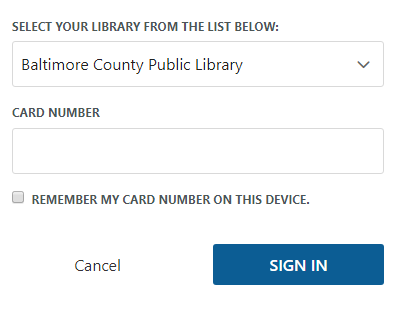 SELECT YOUR LIBRARY FROM THE LIST BELOW:
Baltimore County Public Library
CARD NUMBER
REMEMBER MY CARD NUMBER ON THIS DEVICE.
Cancel SIGN IN